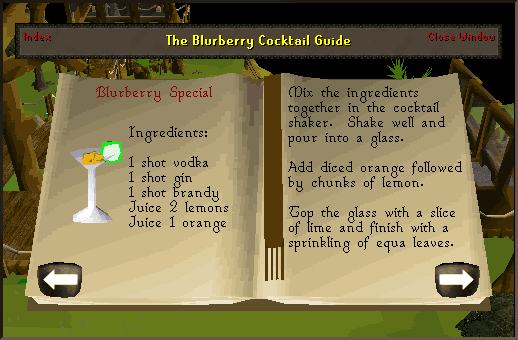 Index
The Blurberry Cocktail Guide
Close Window
Blurberry Special
Ingredients:
1 shot vodka
1 shot gin
1 shot brandy
Juice 2 lemons
Juice 1 orange
Mix the ingredients
together in the cocktail
shaker. Shake well and
pour into a glass.
Add diced orange followed
by chunks of lemon.
Top the glass with a slice
of lime and finish with a
sprinkling of equa leaves.